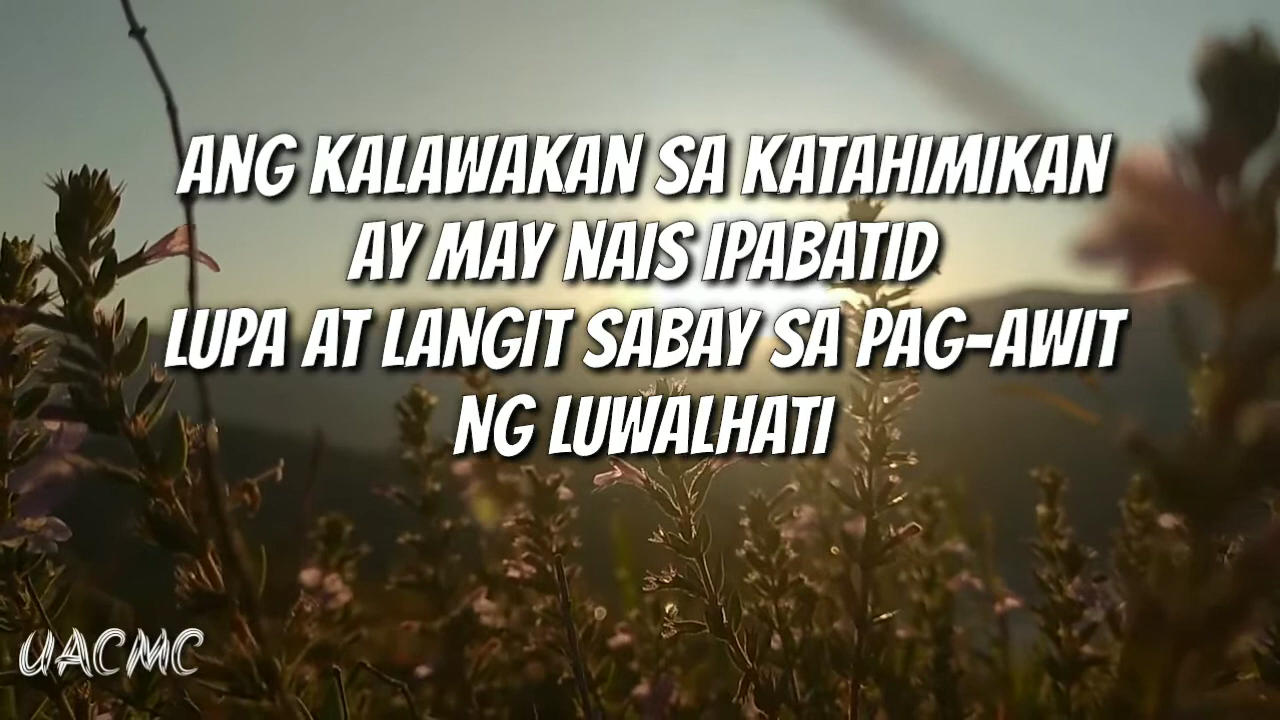 ANG KALAWAKAN SA KATAHIMIKAN
AY MAY NAIS IPABATID
LUPA AT LANGIT SABAY SA PAG-AWIT
NG LUWALHATI
UACMC